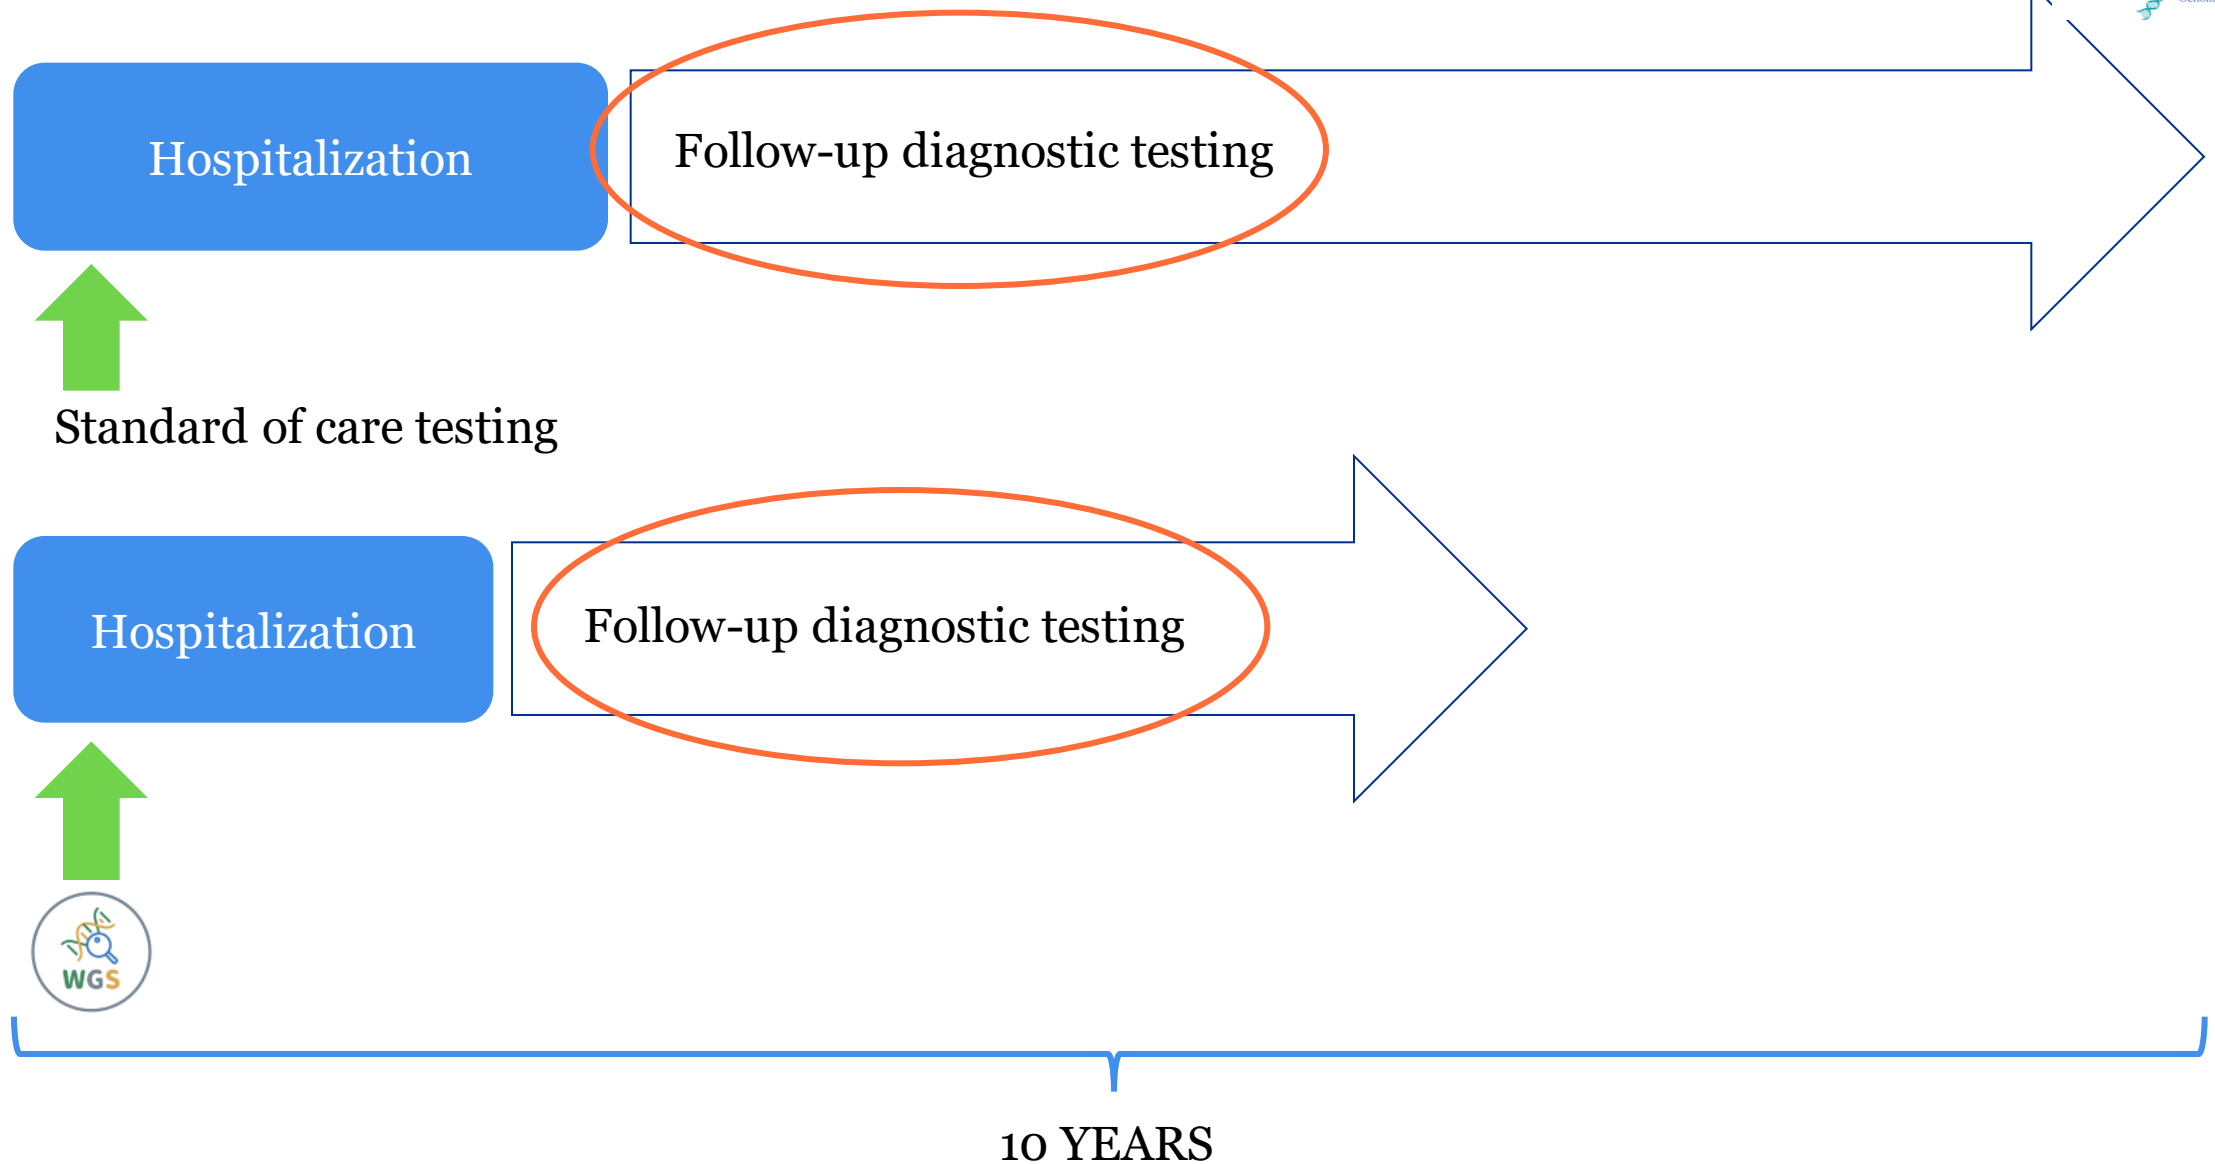 Hospitalization
Follow-up diagnostic testing
Standard of care testing
Hospitalization
Follow-up diagnostic testing
WGS
10 YEARS